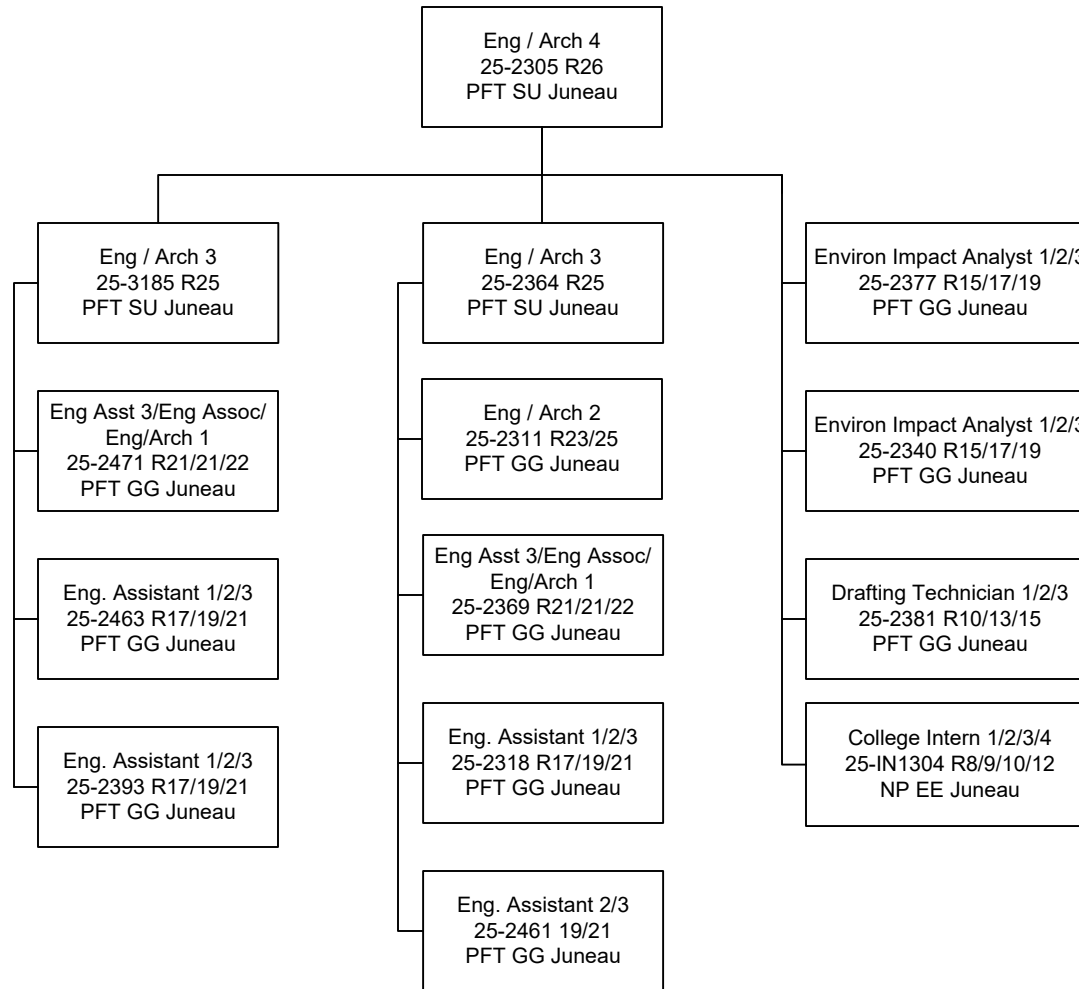 Eng / Arch 4
25-2305 R26
PFT SU Juneau
Eng / Arch 3
25-3185 R25
PFT SU Juneau
Eng Asst 3/Eng Assoc/
Eng/Arch 1
25-2471 R21/21/22
PFT GG Juneau
Eng. Assistant 1/2/3
25-2463 R17/19/21
PFT GG Juneau
Eng. Assistant 1/2/3
25-2393 R17/19/21
PFT GG Juneau
Eng / Arch 3
25-2364 R25
PFT SU Juneau
Eng / Arch 2
25-2311 R23/25
PFT GG Juneau
Eng Asst 3/Eng Assoc/
Eng/Arch 1
25-2369 R21/21/22
PFT GG Juneau
Eng. Assistant 1/2/3
25-2318 R17/19/21
PFT GG Juneau
Eng. Assistant 2/3
25-2461 19/21
PFT GG Juneau
Environ Impact Analyst 1/2/3
25-2377 R15/17/19
PFT GG Juneau
Environ Impact Analyst 1/2/3
25-2340 R15/17/19
PFT GG Juneau
Drafting Technician 1/2/3
25-2381 R10/13/15
PFT GG Juneau
College Intern 1/2/3/4
25-IN1304 R8/9/10/12
NP EE Juneau